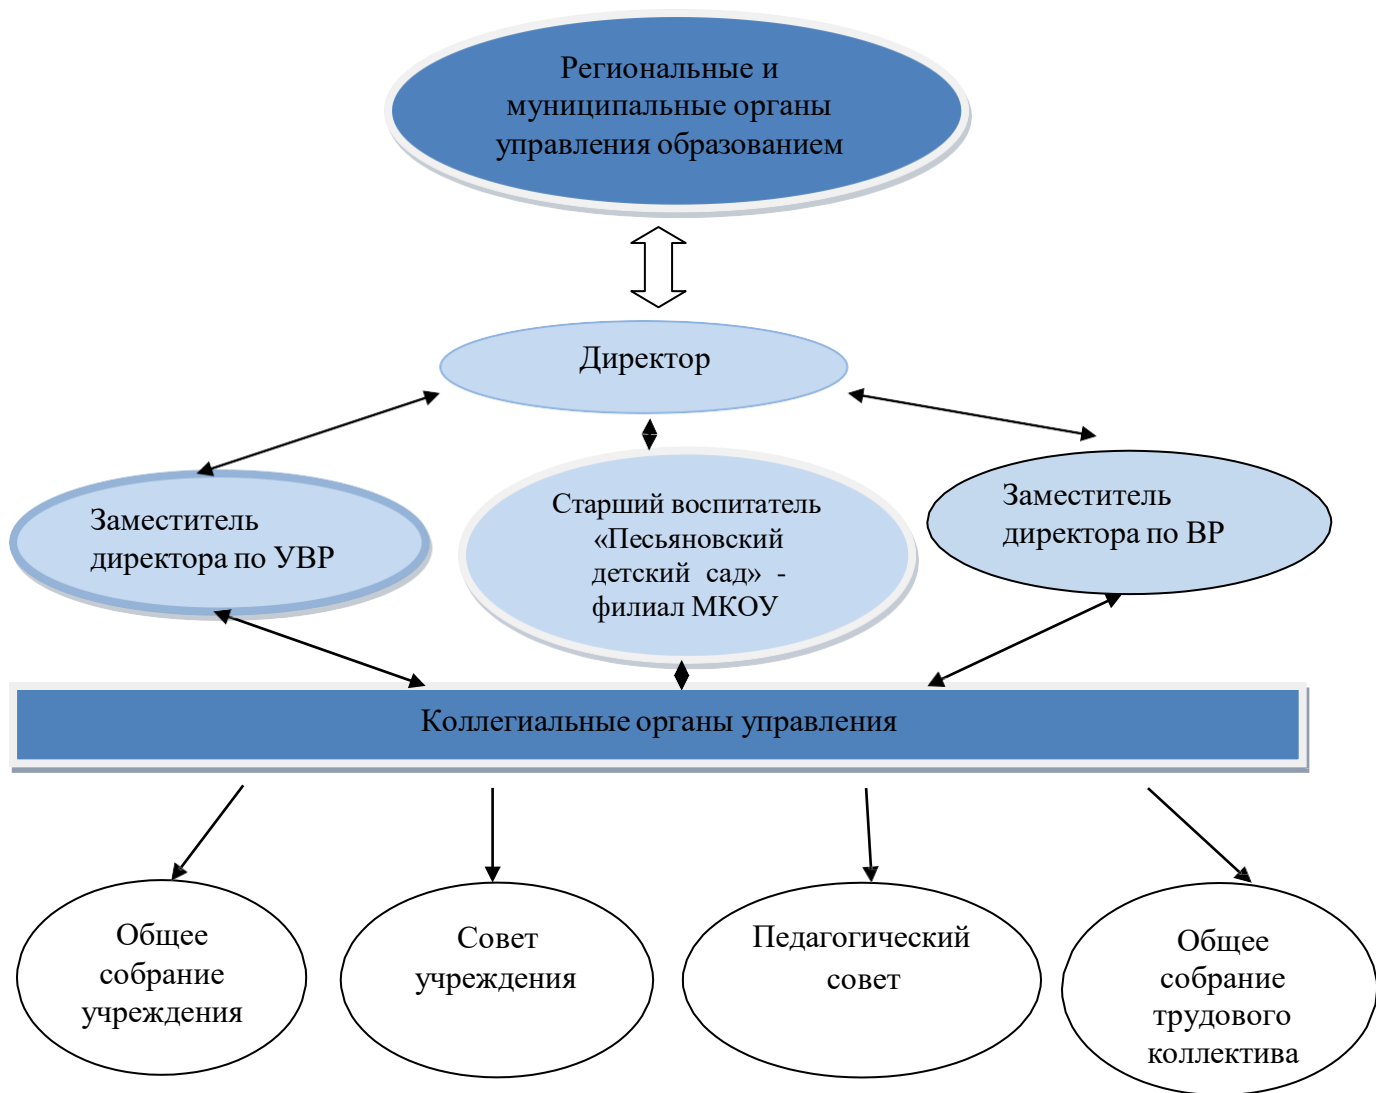 Региональные и
муниципальные органы
управления образованием
Директор
Заместитель
директора по УВР
Старший воспитатель
«Песьяновский
детский сад» -
филиал МКОУ
Заместитель
директора по ВР
Коллегиальные органы управления
Общее
собрание
учреждения
Совет
учреждения
Педагогический
совет
Общее
собрание
трудового
коллектива